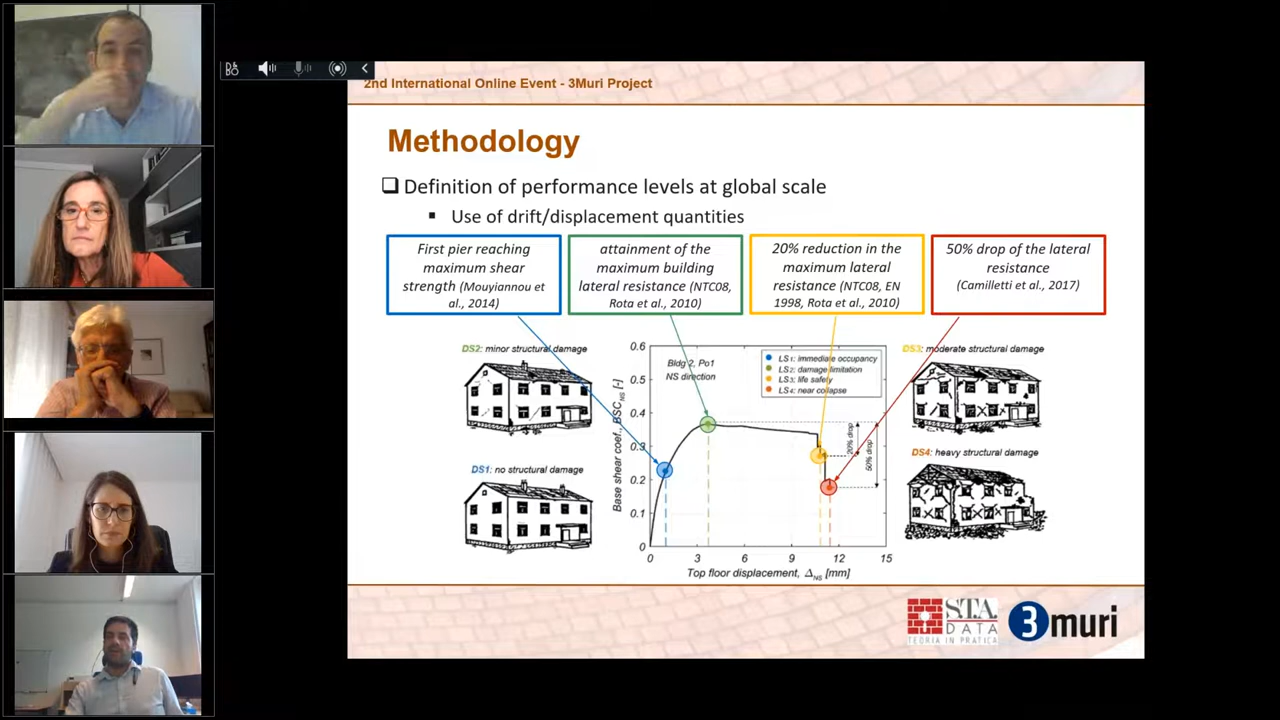 2nd International Online Event - 3Muri Project
Methodology
Definition of performance levels at global scale
Use of drift/displacement quantities
First pier reaching
maximum shear
strength (Mouyiannou et
al., 2014)
attainment of the
maximum building
lateral resistance (NTC08,
Rota et al., 2010)
20% reduction in the
maximum lateral
resistance (NTC08, EN
1998, Rota et al., 2010)
50% drop of the lateral
resistance
(Camilletti et al., 2017)
DS2: minor structural damage
DS1: no structural damage
Base shear coef., BSC_NS [-]
0.6
0.5
0.4
0.3
0.2
0.1
0
Bldg 2, Po1
NS direction
LS1: immediate occupancy
LS2: damage limitation
LS3: life safety
LS4: near collapse
20% drop
50% drop
0 3 6 9 12 15
Top floor displacement, Δ_NS [mm]
DS3: moderate structural damage
DS4: heavy structural damage
S.T.A.
DATA
TEORIA IN PRATICA
3muri